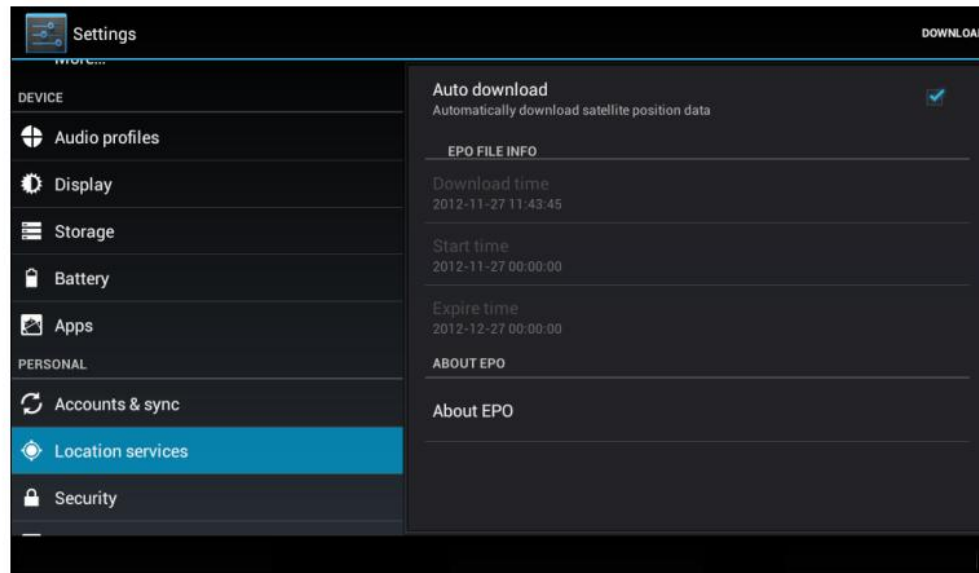 Settings
DOWNLOA
More...
DEVICE
Audio profiles
Display
Storage
Battery
Apps
PERSONAL
Accounts & sync
Location services
Security
Auto download
Automatically download satellite position data
EPO FILE INFO
Download time
2012-11-27 11:43:45
Start time
2012-11-27 00:00:00
Expire time
2012-12-27 00:00:00
ABOUT EPO
About EPO